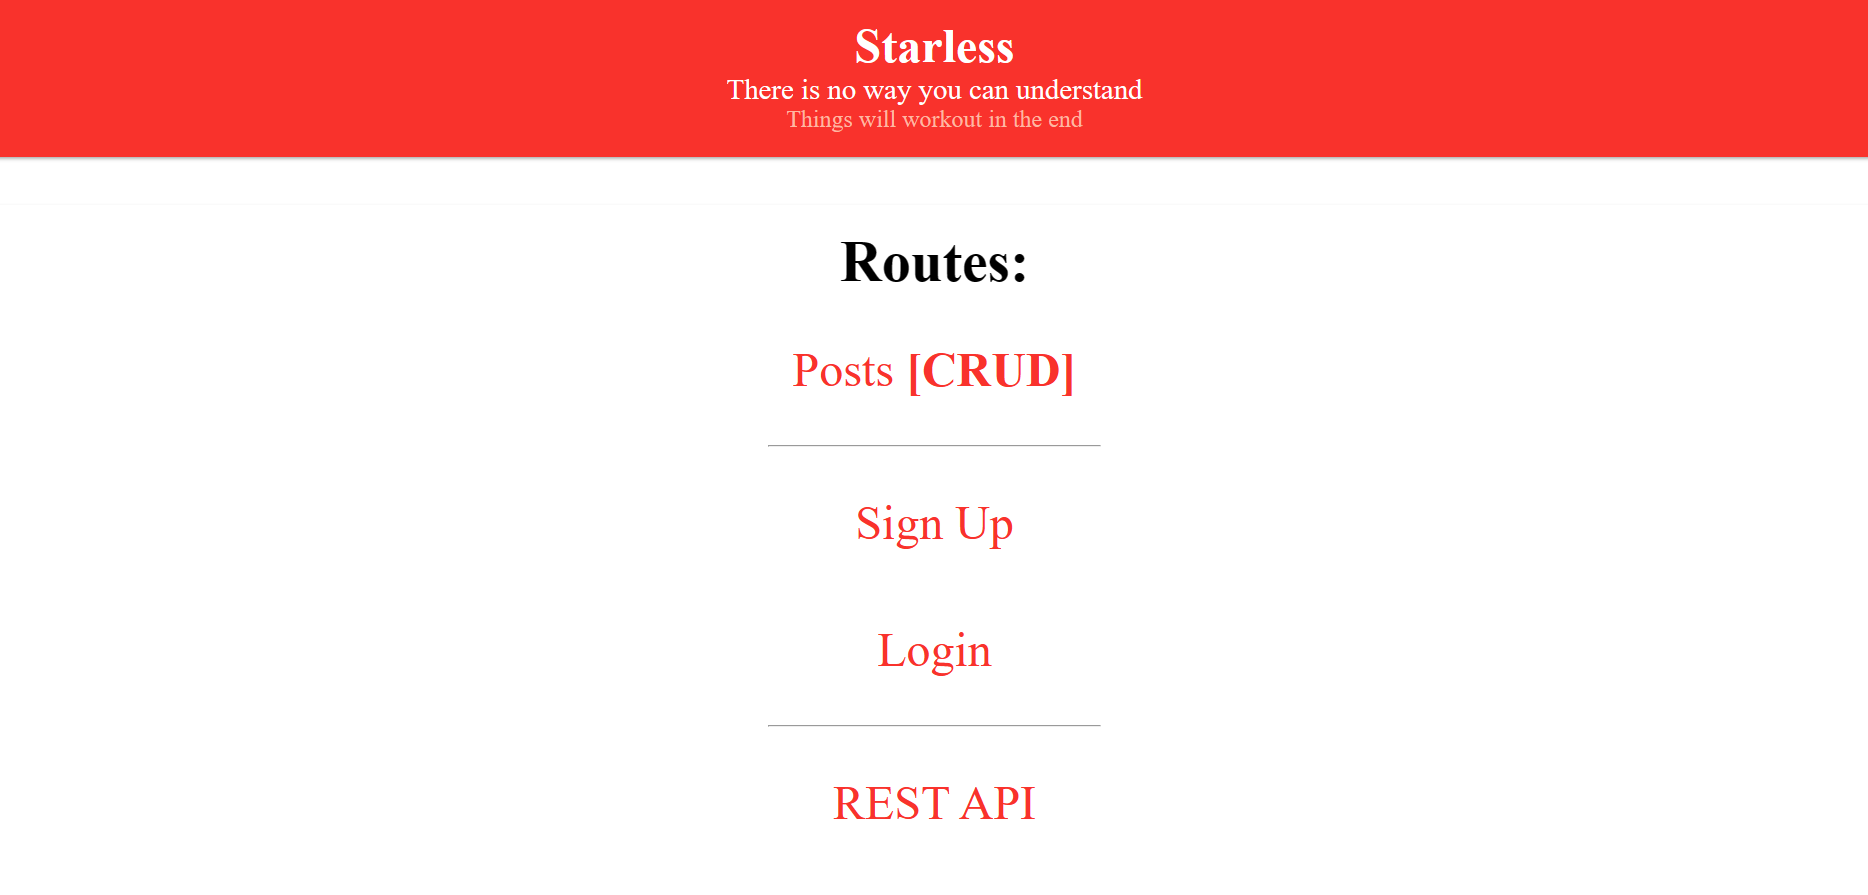 Starless
There is no way you can understand
Things will workout in the end
Routes:
Posts [CRUD]
Sign Up
Login
REST API